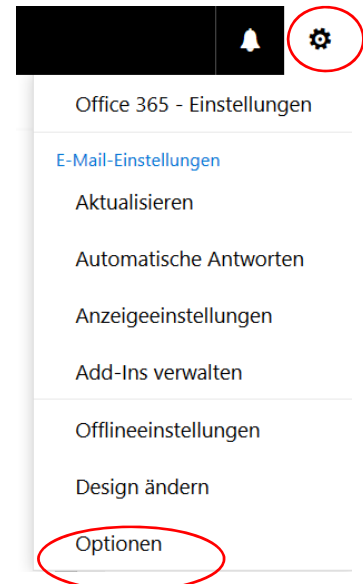 Office 365 - Einstellungen
E-Mail-Einstellungen
Aktualisieren
Automatische Antworten
Anzeigeeinstellungen
Add-Ins verwalten
Offlineeinstellungen
Design ändern
Optionen